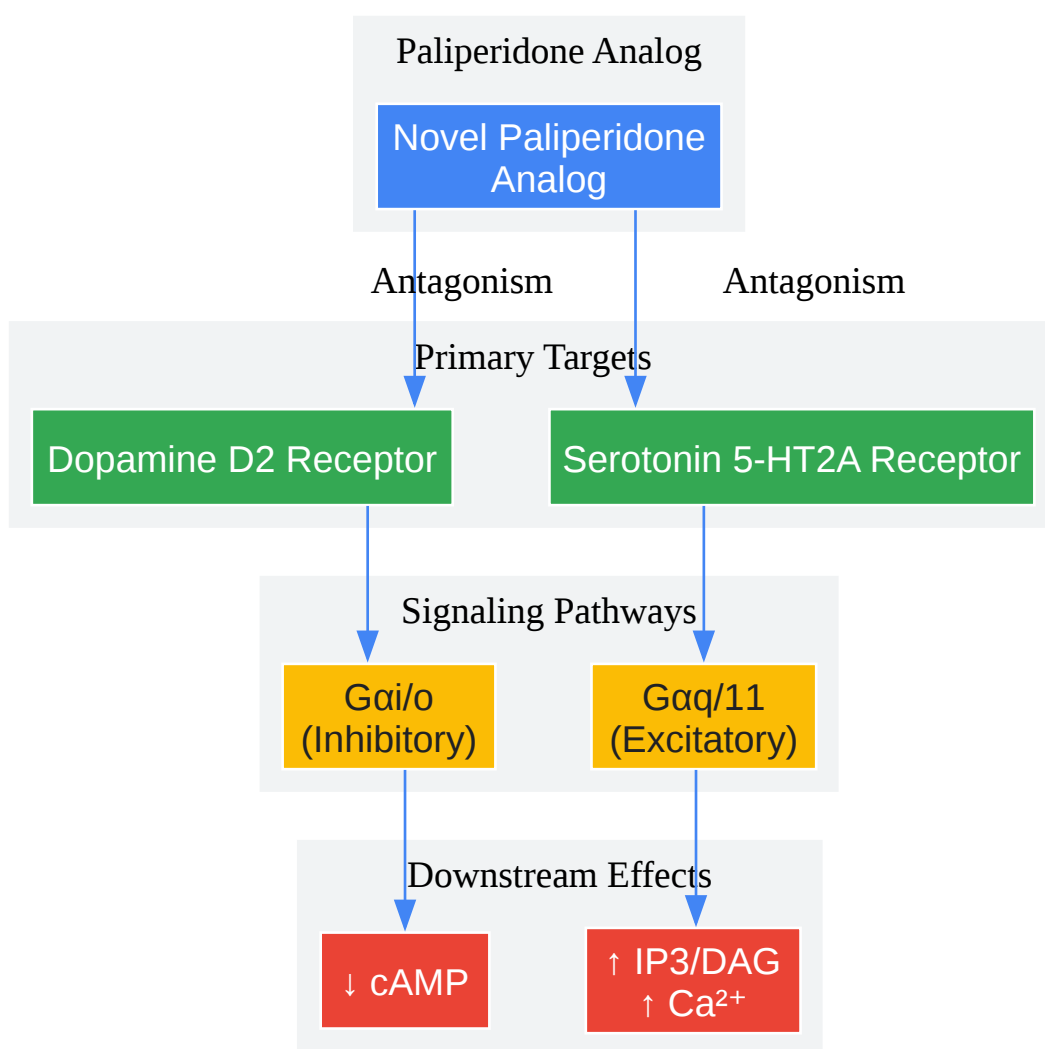 Paliperidone Analog
Novel Paliperidone
Analog
Antagonism
Antagonism
Primary Targets
Dopamine D2 Receptor
Serotonin 5-HT2A Receptor
Signaling Pathways
Gαi/o
(Inhibitory)
Gαq/11
(Excitatory)
Downstream Effects
↓ cAMP
↑ IP3/DAG
↑ Ca²⁺